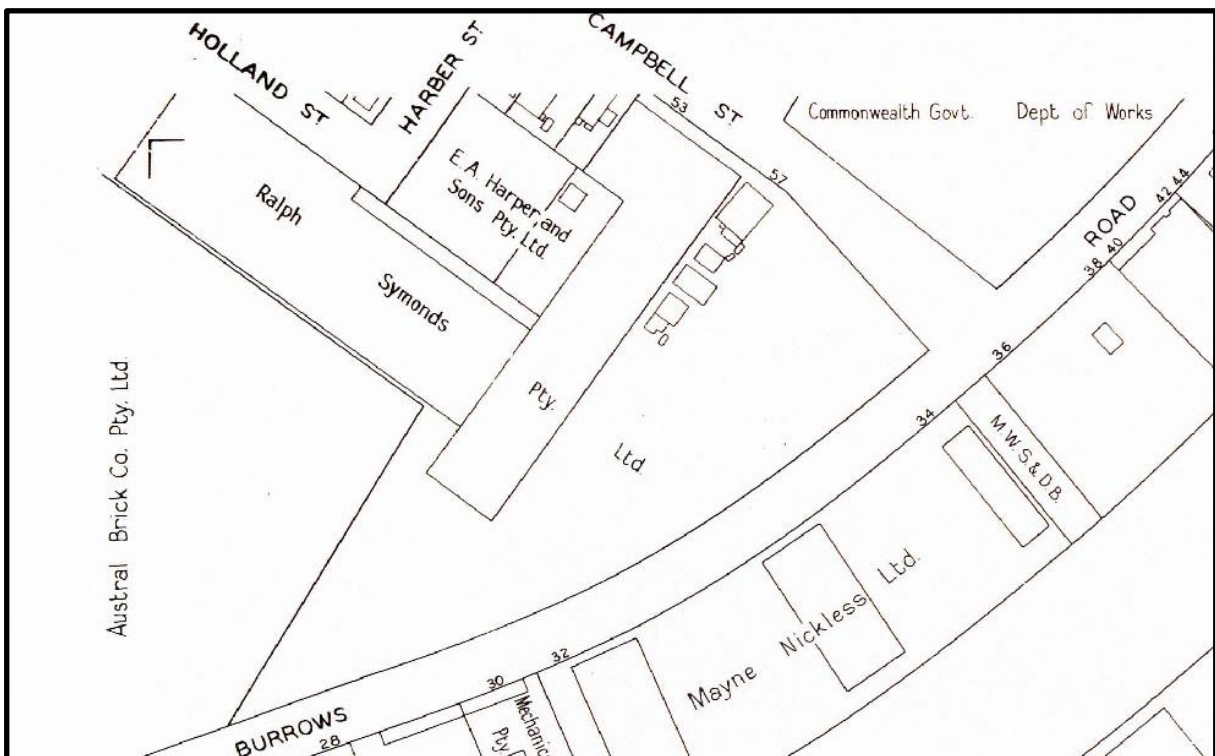 HOLLAND ST
HARBER ST
CAMPBELL ST
53
57
Commonwealth Govt. Dept of Works
ROAD
38 40
42 44
E. A. Harper and
Sons Pty. Ltd.
Ralph
Symonds
Pty.
Ltd.
Austral Brick Co. Pty. Ltd.
36
34
M. W. S. & D. B.
Mayne Nickless Ltd.
32
30
28
BURROWS
Mechanic
Pty.